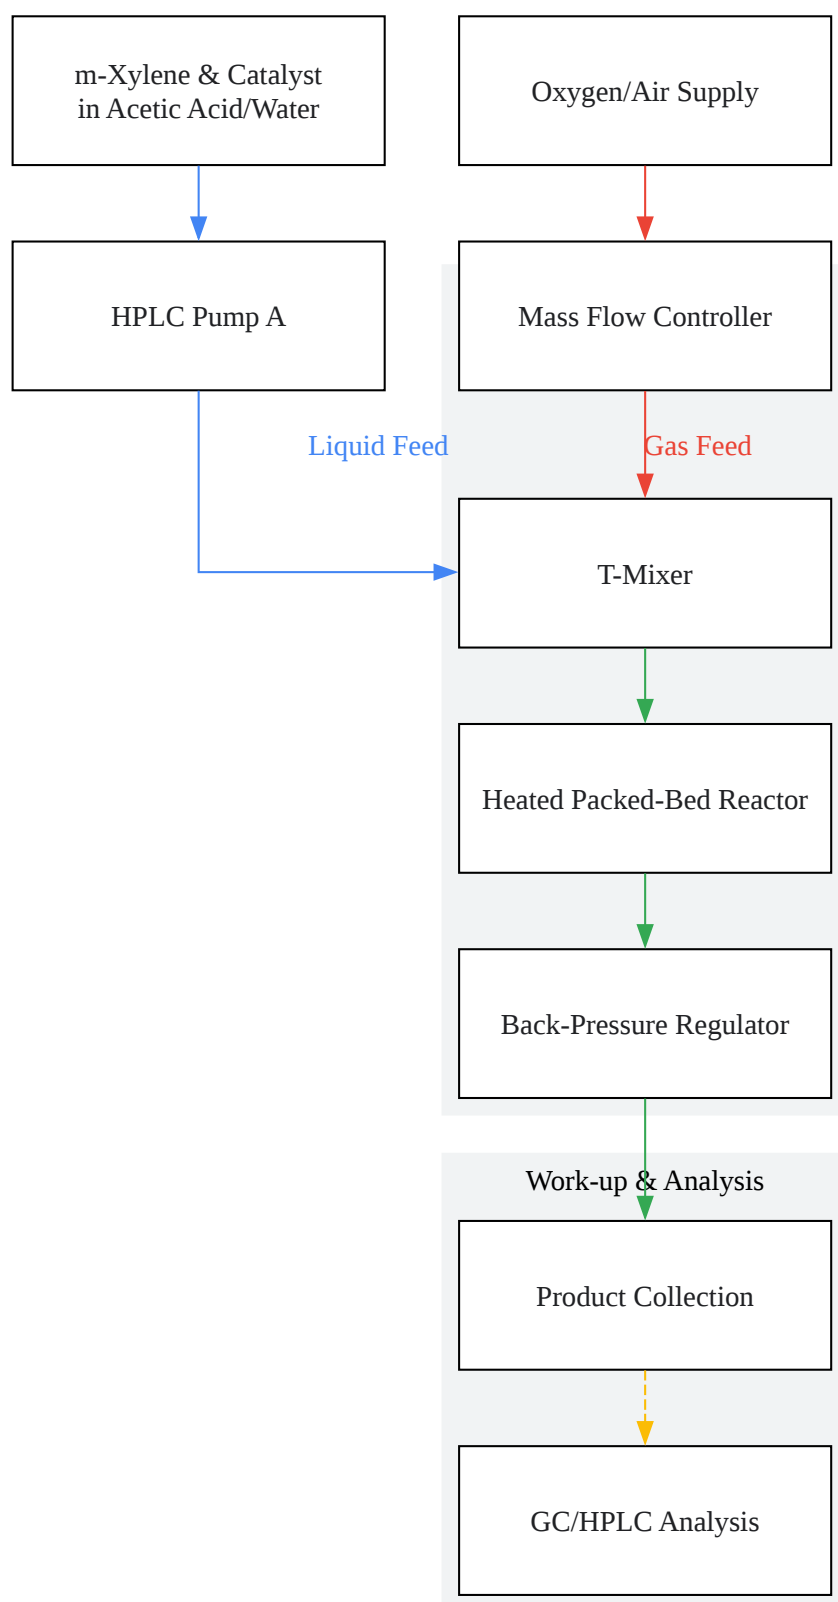 m-Xylene & Catalyst
in Acetic Acid/Water
Oxygen/Air Supply
HPLC Pump A
Mass Flow Controller
Liquid Feed
Gas Feed
T-Mixer
Heated Packed-Bed Reactor
Back-Pressure Regulator
Work-up & Analysis
Product Collection
GC/HPLC Analysis